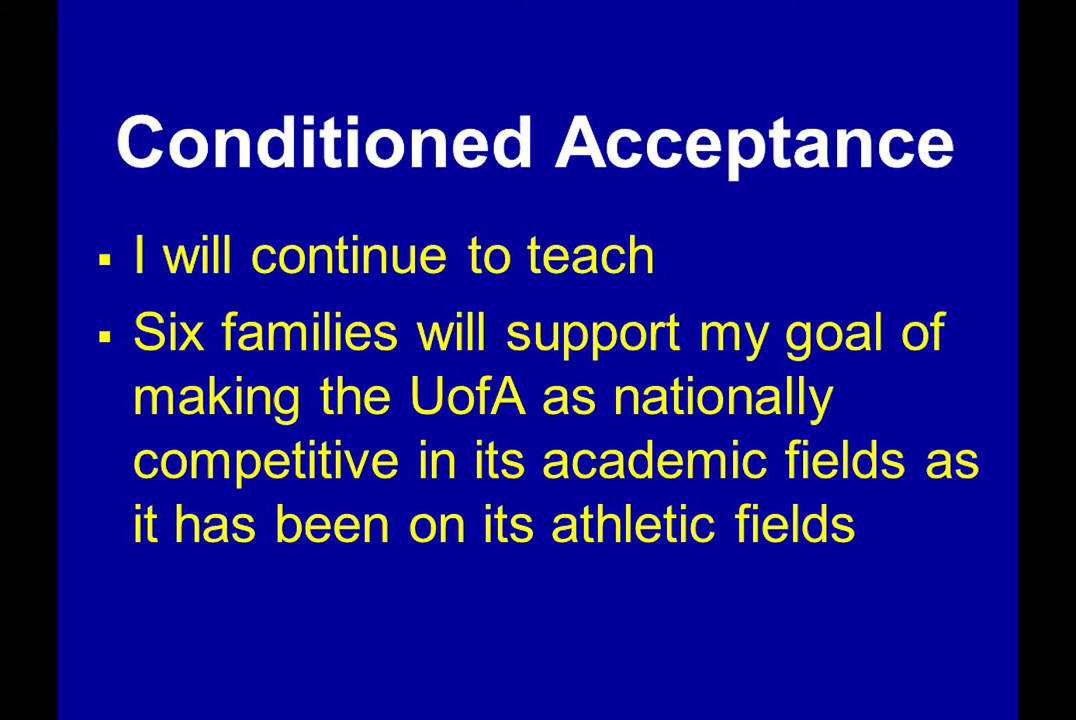 Conditioned Acceptance
▪ I will continue to teach
▪ Six families will support my goal of
making the UofA as nationally
competitive in its academic fields as
it has been on its athletic fields